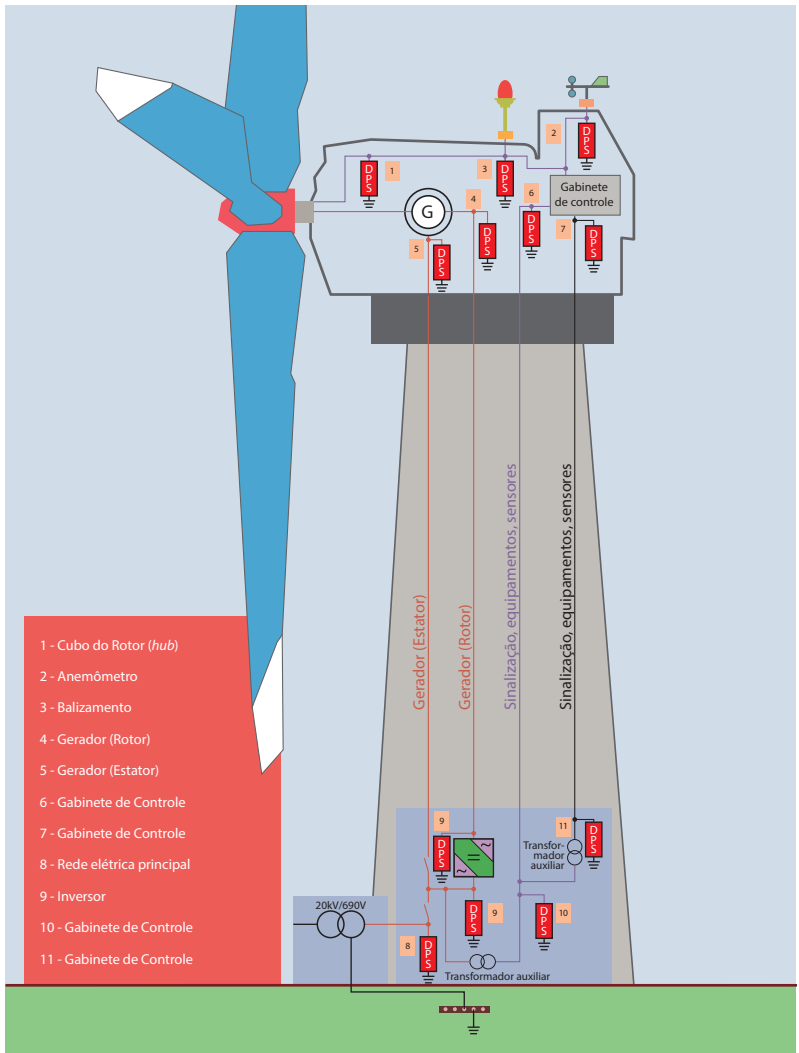 2
DPS
1
DPS
3
DPS
6
Gabinete
de controle
G
4
DPS
DPS
7
DPS
5
DPS
Gerador (Estator)
Gerador (Rotor)
Sinalização, equipamentos, sensores
Sinalização, equipamentos, sensores
1 - Cubo do Rotor (hub)
2 - Anemômetro
3 - Balizamento
4 - Gerador (Rotor)
5 - Gerador (Estator)
6 - Gabinete de Controle
7 - Gabinete de Controle
8 - Rede elétrica principal
9 - Inversor
10 - Gabinete de Controle
11 - Gabinete de Controle
9
DPS
~
=
~
11
DPS
Transfor-
mador
auxiliar
20kV/690V
DPS
9
DPS
10
8
DPS
Transformador auxiliar